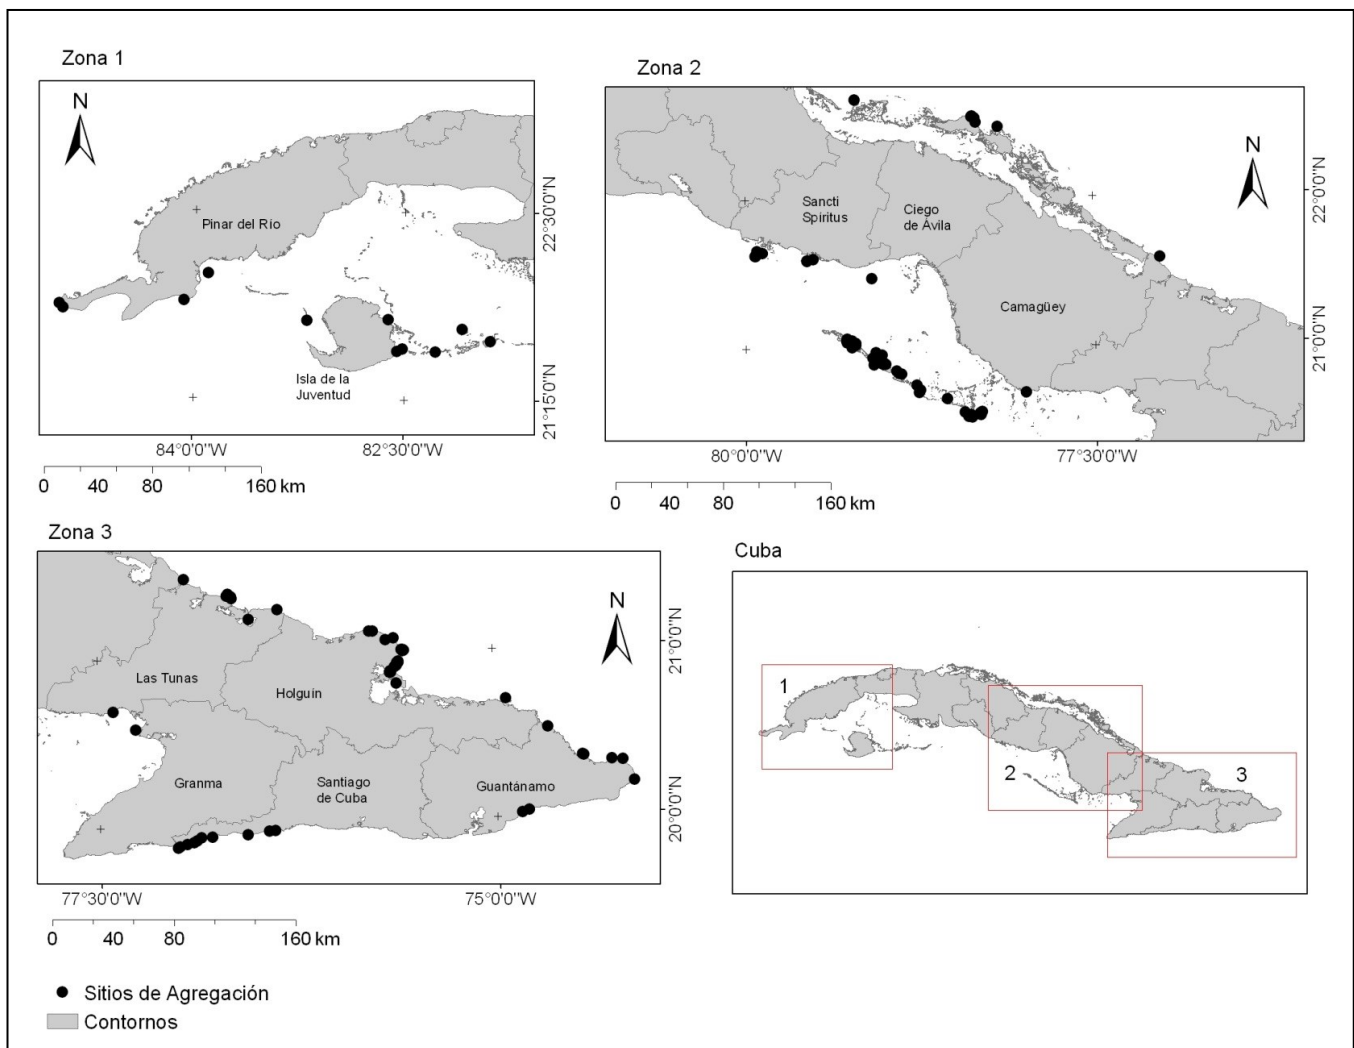 Zona 1
N
Pinar del Rio
Isla de la
Juventud
22°30'0"N
21°15'0"N
84°0'0"W
82°30'0"W
0 40 80 160 km
Zona 2
N
Sancti
Spiritus
Ciego
de Avila
Camagüey
22°0'0"N
21°0'0"N
80°0'0"W
77°30'0"W
0 40 80 160 km
Zona 3
N
Las Tunas
Holguin
Granma
Santiago
de Cuba
Guantánamo
21°0'0"N
20°0'0"N
77°30'0"W
75°0'0"W
0 40 80 160 km
Cuba
1
2
3
Sitios de Agregación
Contornos